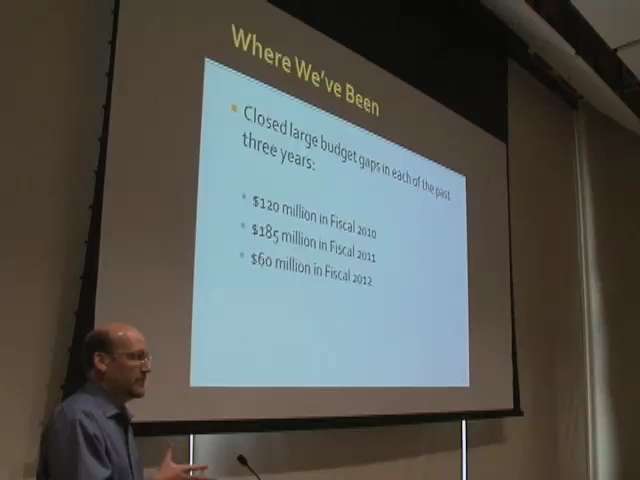 Where We've Been
Closed large budget gaps in each of the past
three years:
$120 million in Fiscal 2010
$185 million in Fiscal 2011
$60 million in Fiscal 2012